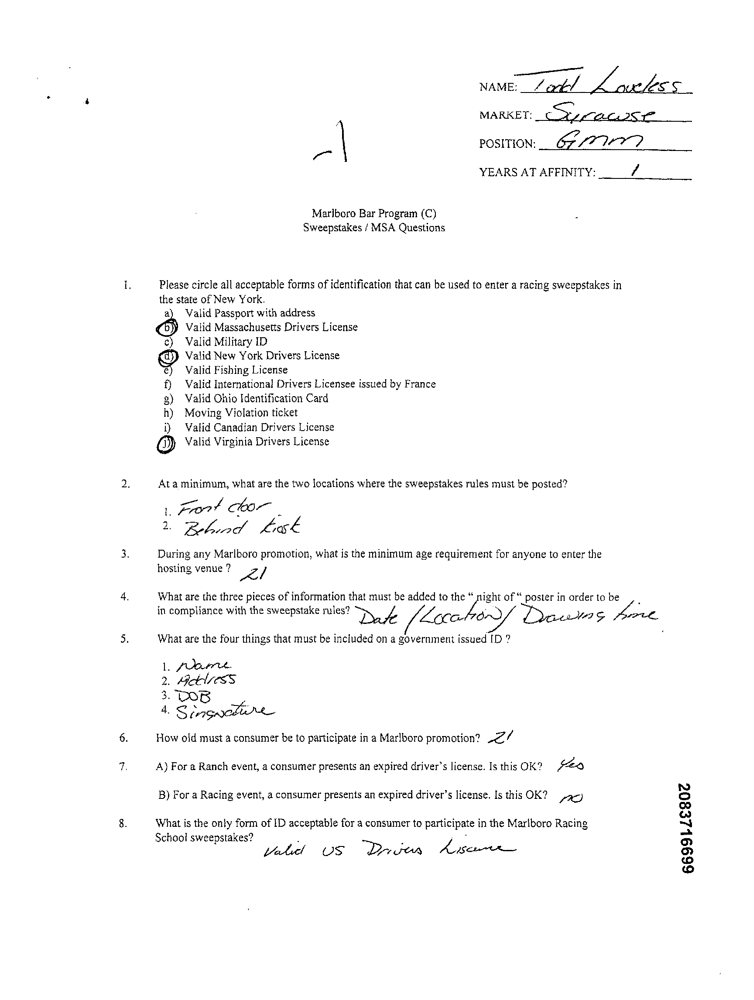 NAME: Todd Loveless
MARKET: Syracuse
POSITION: GMM
YEARS AT AFFINITY: 1
-1
Marlboro Bar Program (C)
Sweepstakes / MSA Questions
1. Please circle all acceptable forms of identification that can be used to enter a racing sweepstakes in
the state of New York.
a) Valid Passport with address
b) Valid Massachusetts Drivers License
c) Valid Military ID
d) Valid New York Drivers License
e) Valid Fishing License
f) Valid International Drivers Licensee issued by France
g) Valid Ohio Identification Card
h) Moving Violation ticket
i) Valid Canadian Drivers License
j) Valid Virginia Drivers License
2. At a minimum, what are the two locations where the sweepstakes rules must be posted?
1. Front door
2. Behind Kiosk
3. During any Marlboro promotion, what is the minimum age requirement for anyone to enter the
hosting venue ? 21
4. What are the three pieces of information that must be added to the " night of " poster in order to be
in compliance with the sweepstake rules? Date / Location / Drawing time
5. What are the four things that must be included on a government issued ID ?
1. Name
2. Address
3. DOB
4. Singnature
6. How old must a consumer be to participate in a Marlboro promotion? 21
7. A) For a Ranch event, a consumer presents an expired driver's license. Is this OK? Yes
B) For a Racing event, a consumer presents an expired driver's license. Is this OK? no
8. What is the only form of ID acceptable for a consumer to participate in the Marlboro Racing
School sweepstakes?
Valid US Drivers
2083716699